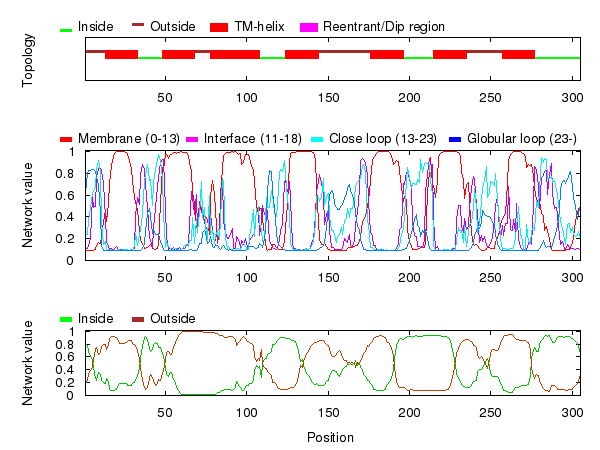 Inside Outside TM-helix Reentrant/Dip region
Topology
50 100 150 200 250 300
Membrane (0-13) Interface (11-18) Close loop (13-23) Globular loop (23-)
Network value
1
0.8
0.6
0.4
0.2
0
50 100 150 200 250 300
Inside Outside
Network value
1
0.8
0.6
0.4
0.2
0
50 100 150 200 250 300
Position